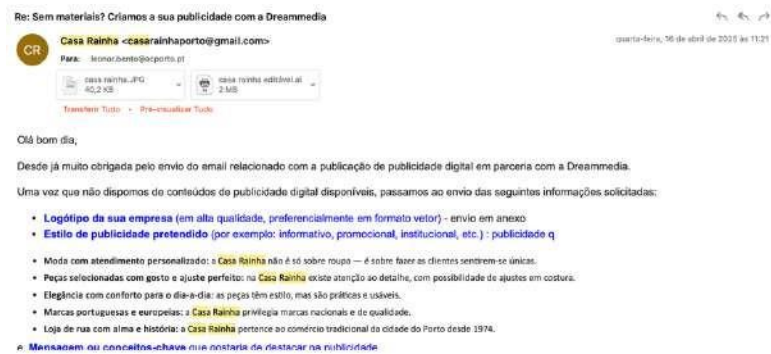 Re: Sem materiais? Criamos a sua publicidade com a Dreammedia
CR
Casa Rainha <casarainhaporto@gmail.com>
quarta-feira, 16 de abril de 2025 às 11:21
Para: leonor.bento@acporto.pt
casa rainha.JPG
40,2 KB
casa rainha editável.ai
2 MB
Transferir Tudo • Pré-visualizar Tudo
Olá bom dia,
Desde já muito obrigada pelo envio do email relacionado com a publicação de publicidade digital em parceria com a Dreammedia.
Uma vez que não dispomos de conteúdos de publicidade digital disponíveis, passamos ao envio das seguintes informações solicitadas:
• Logótipo da sua empresa (em alta qualidade, preferencialmente em formato vetor) - envio em anexo
• Estilo de publicidade pretendido (por exemplo: informativo, promocional, institucional, etc.) : publicidade q
• Moda com atendimento personalizado: a Casa Rainha não é só sobre roupa — é sobre fazer as clientes sentirem-se únicas.
• Peças selecionadas com gosto e ajuste perfeito: na Casa Rainha existe atenção ao detalhe, com possibilidade de ajustes em costura.
• Elegância com conforto para o dia-a-dia: as peças têm estilo, mas são práticas e usáveis.
• Marcas portuguesas e europeias: a Casa Rainha privilegia marcas nacionais e de qualidade.
• Loja de rua com alma e história: a Casa Rainha pertence ao comércio tradicional da cidade do Porto desde 1974.
e Mensagem ou conceitos-chave que gostaria de destacar na publicidade